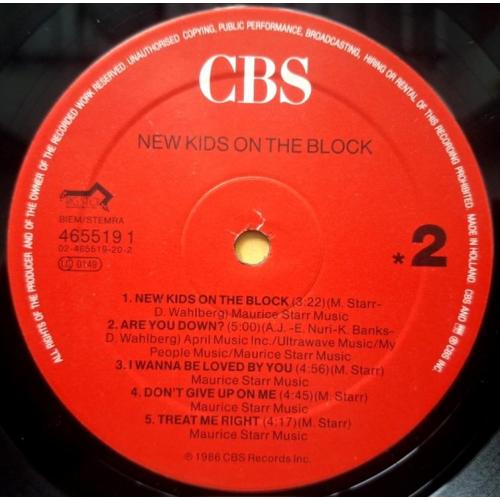 ALL RIGHTS OF THE PRODUCER AND OF THE OWNER OF THE RECORDED WORK RESERVED. UNAUTHORISED COPYING, PUBLIC PERFORMANCE, BROADCASTING, HIRING OR RENTAL OF THIS RECORDING PROHIBITED. MADE IN HOLLAND. CBS AND ℗ CBS INC.
CBS
NEW KIDS ON THE BLOCK
BIEM/STEMRA
465519 1
02-465519-20-2
LC 0149
*2
1. NEW KIDS ON THE BLOCK (3:22)(M. Starr-
D. Wahlberg) Maurice Starr Music
2. ARE YOU DOWN? (5:00)(A.J. -E. Nuri-K. Banks-
D. Wahlberg) April Music Inc./Ultrawave Music/My
People Music/Maurice Starr Music
3. I WANNA BE LOVED BY YOU (4:56)(M. Starr)
Maurice Starr Music
4. DON'T GIVE UP ON ME (4:45)(M. Starr)
Maurice Starr Music
5. TREAT ME RIGHT (4:17)(M. Starr)
Maurice Starr Music
℗ 1986 CBS Records Inc.